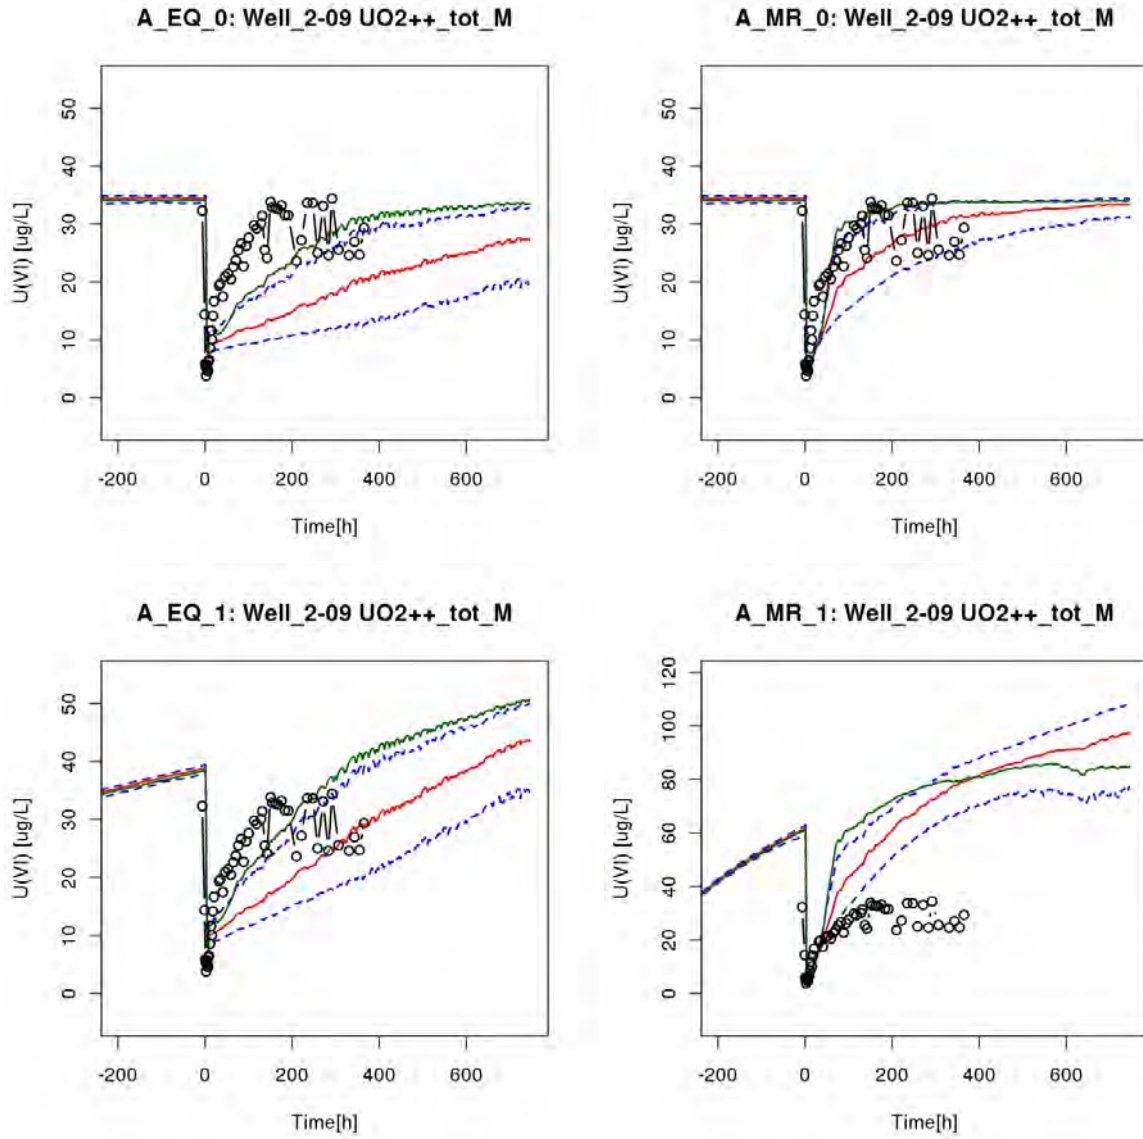 A_EQ_0: Well_2-09 UO2++_tot_M
A_MR_0: Well_2-09 UO2++_tot_M
U(VI) [ug/L]
50
40
30
20
10
0
-200 0 200 400 600
Time[h]
U(VI) [ug/L]
50
40
30
20
10
0
-200 0 200 400 600
Time[h]
A_EQ_1: Well_2-09 UO2++_tot_M
A_MR_1: Well_2-09 UO2++_tot_M
U(VI) [ug/L]
50
40
30
20
10
0
-200 0 200 400 600
Time[h]
U(VI) [ug/L]
120
100
80
60
40
20
0
-200 0 200 400 600
Time[h]